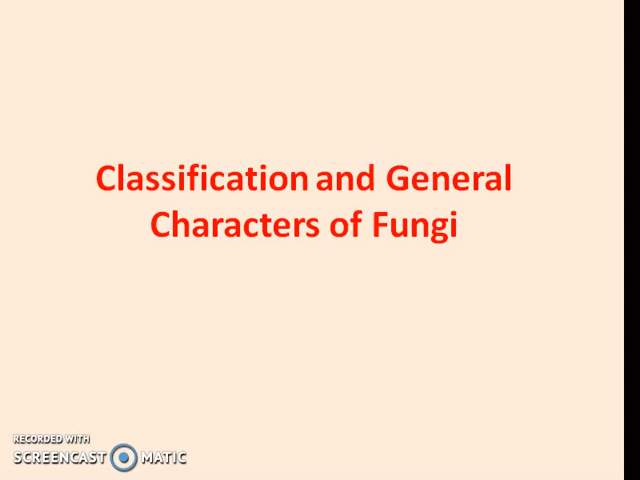 Classification and General
Characters of Fungi
RECORDED WITH
SCREENCAST MATIC